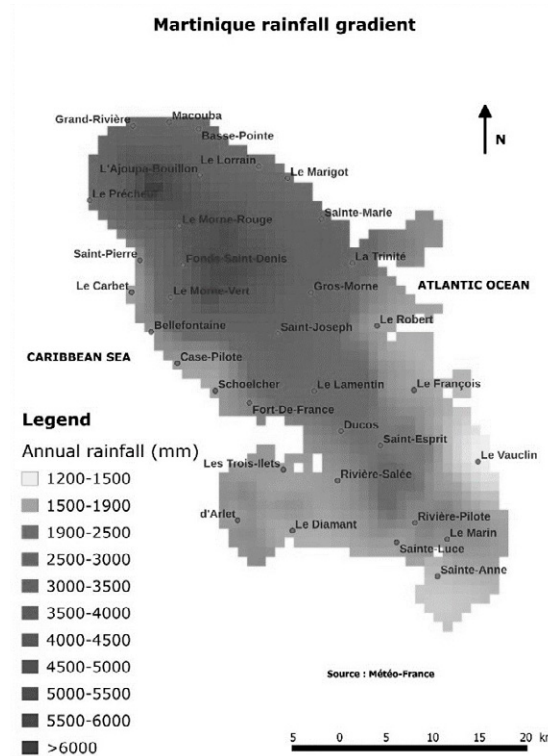 Martinique rainfall gradient
Grand-Rivière
Macouba
Basse-Pointe
N
L'Ajoupa-Bouillon
Le Lorrain
Le Marigot
Le Précheur
Le Morne-Rouge
Sainte-Marie
Saint-Pierre
Fonds-Saint-Denis
La Trinité
Le Carbet
Le Morne-Vert
Gros-Morne
ATLANTIC OCEAN
Bellefontaine
Saint-Joseph
Le Robert
CARIBBEAN SEA
Case-Pilote
Schoelcher
Le Lamentin
Le François
Fort-De-France
Ducos
Saint-Esprit
Les Trois-Ilets
Rivière-Salée
Le Vauclin
d'Arlet
Le Diamant
Rivière-Pilote
Le Marin
Sainte-Luce
Sainte-Anne
Legend
Annual rainfall (mm)
1200-1500
1500-1900
1900-2500
2500-3000
3000-3500
3500-4000
4000-4500
4500-5000
5000-5500
5500-6000
>6000
Source : Météo-France
5 0 5 10 15 20 km